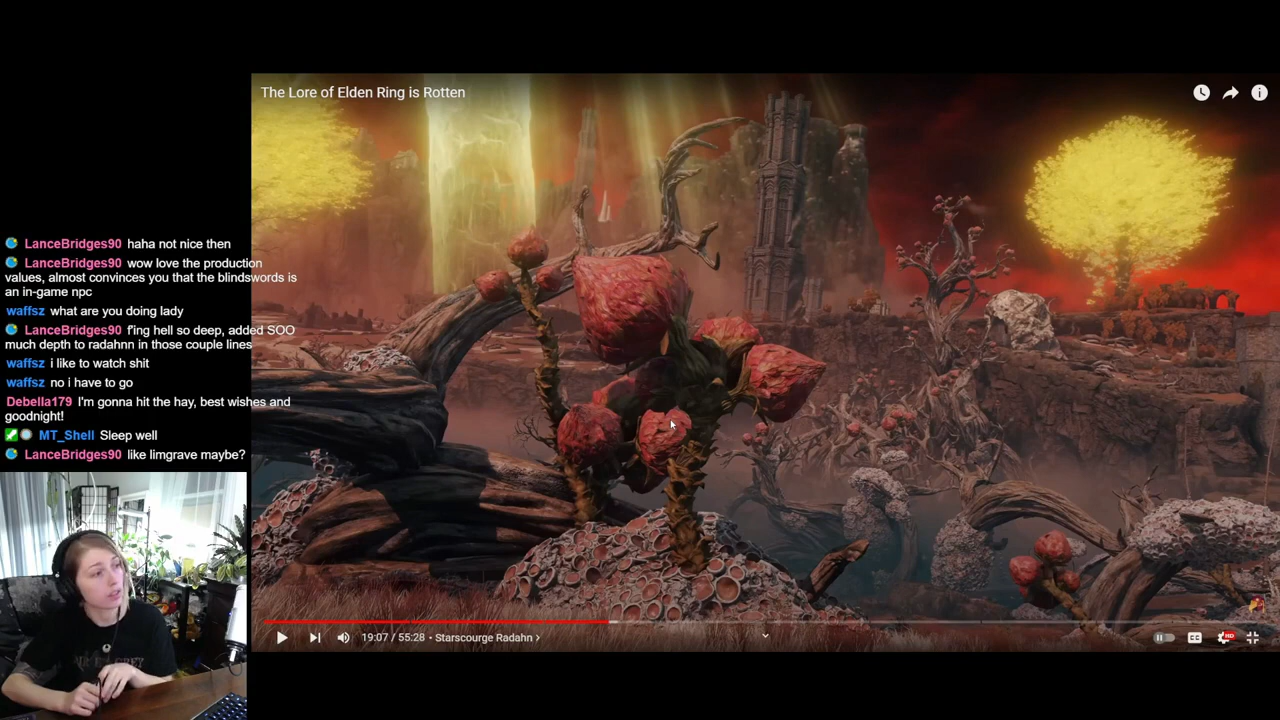 The Lore of Elden Ring is Rotten
LanceBridges90 haha not nice then
LanceBridges90 wow love the production
values, almost convinces you that the blindswords is
an in-game npc
waffsz what are you doing lady
LanceBridges90 f'ing hell so deep, added SOO
much depth to radahnn in those couple lines
waffsz i like to watch shit
waffsz no i have to go
Debella179 I'm gonna hit the hay, best wishes and
goodnight!
MT_Shell Sleep well
LanceBridges90 like limgrave maybe?
19:07 / 55:28 • Starscourge Radahn
CC
HD